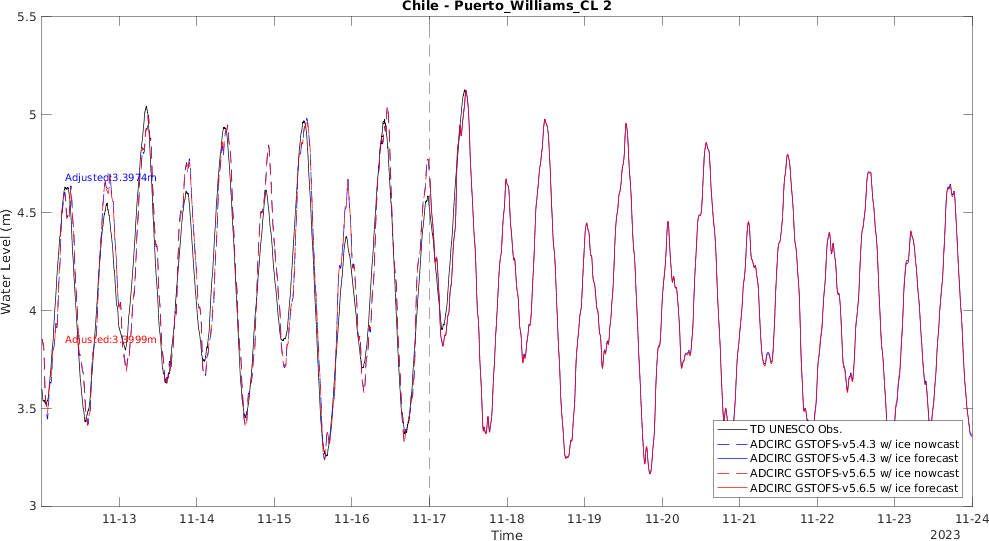 Chile - Puerto_Williams_CL 2
5.5
5
4.5
4
3.5
3
Water Level (m)
Adjusted:3.3974m
Adjusted:3.3999m
TD UNESCO Obs.
ADCIRC GSTOFS-v5.4.3 w/ ice nowcast
ADCIRC GSTOFS-v5.4.3 w/ ice forecast
ADCIRC GSTOFS-v5.6.5 w/ ice nowcast
ADCIRC GSTOFS-v5.6.5 w/ ice forecast
11-13 11-14 11-15 11-16 11-17 11-18 11-19 11-20 11-21 11-22 11-23 11-24
Time
2023